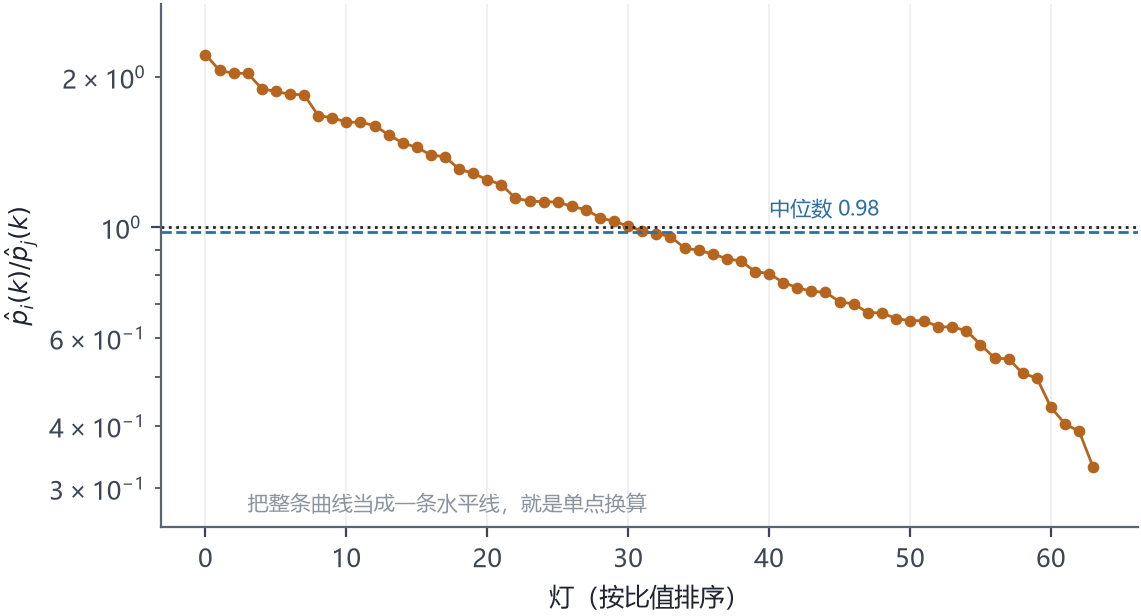 2 × 10⁰
10⁰
6 × 10⁻¹
4 × 10⁻¹
3 × 10⁻¹
p̂ᵢ(k)/p̂ⱼ(k)
中位数 0.98
把整条曲线当成一条水平线，就是单点换算
0 10 20 30 40 50 60
灯（按比值排序）